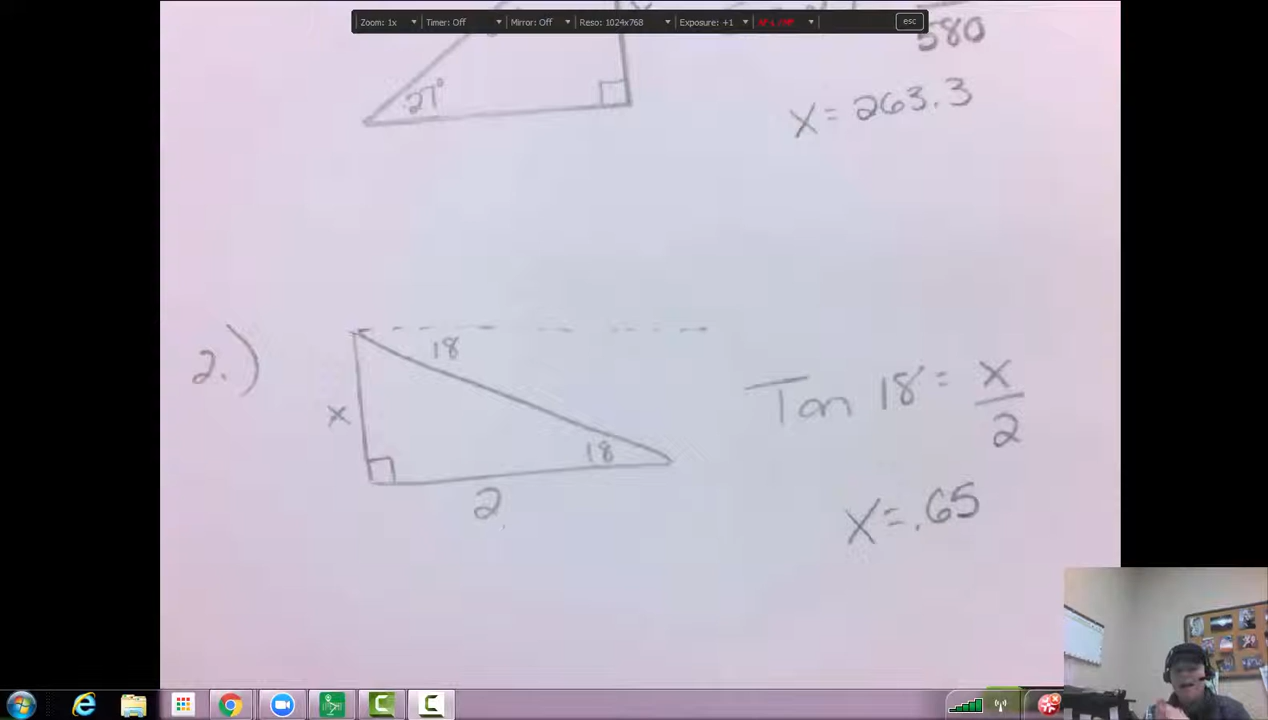 Zoom: 1x Timer: Off Mirror: Off Reso: 1024x768 Exposure: +1 esc
580
27°
x = 263.3
2.)
18
x
18
2
Tan 18° = x
2
x = .65